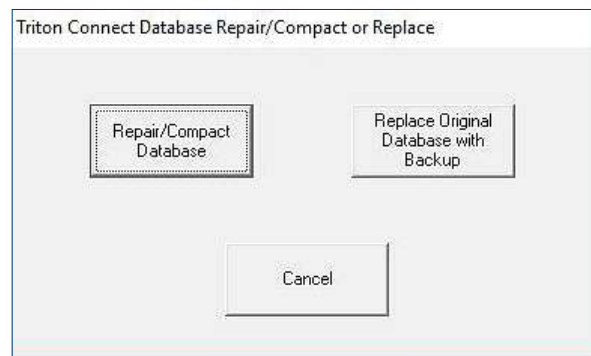 Triton Connect Database Repair/Compact or Replace
Repair/Compact
Database
Replace Original
Database with
Backup
Cancel